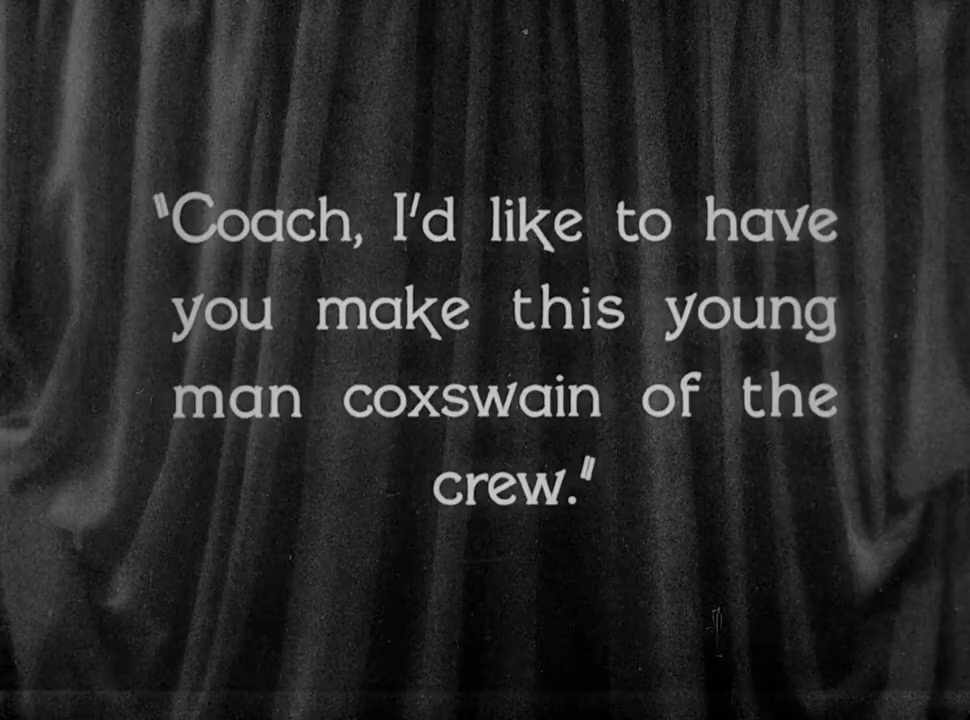 "Coach, I'd like to have
you make this young
man coxswain of the
crew."